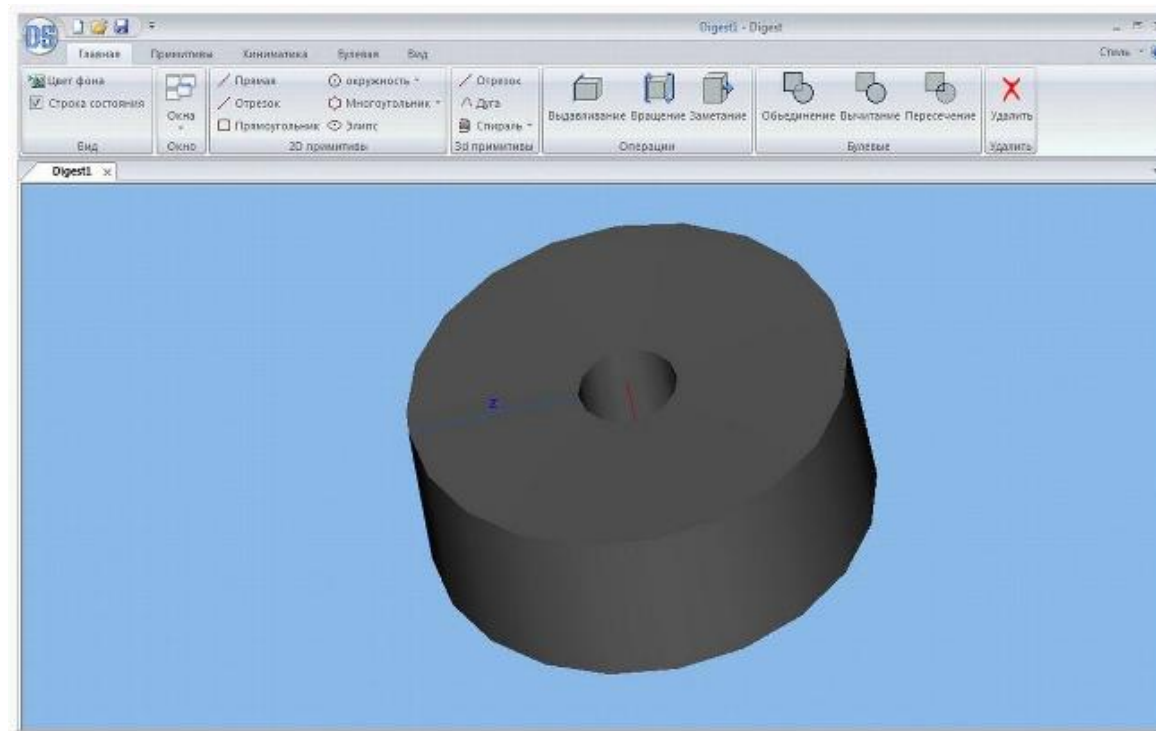 DS
Digest1 - Digest
Главная Примитивы Киниматика Булевая Вид
Стиль
Цвет фона
Строка состояния
Вид
Окна
Окно
Прямая
Отрезок
Прямоугольник
окружность
Многоугольник
Элипс
2D примитивы
Отрезок
Дуга
Спираль
3d примитивы
Выдавливание Вращение Заметание
Операции
Объединение Вычитание Пересечение
Булевые
Удалить
Удалить
Digest1
Z